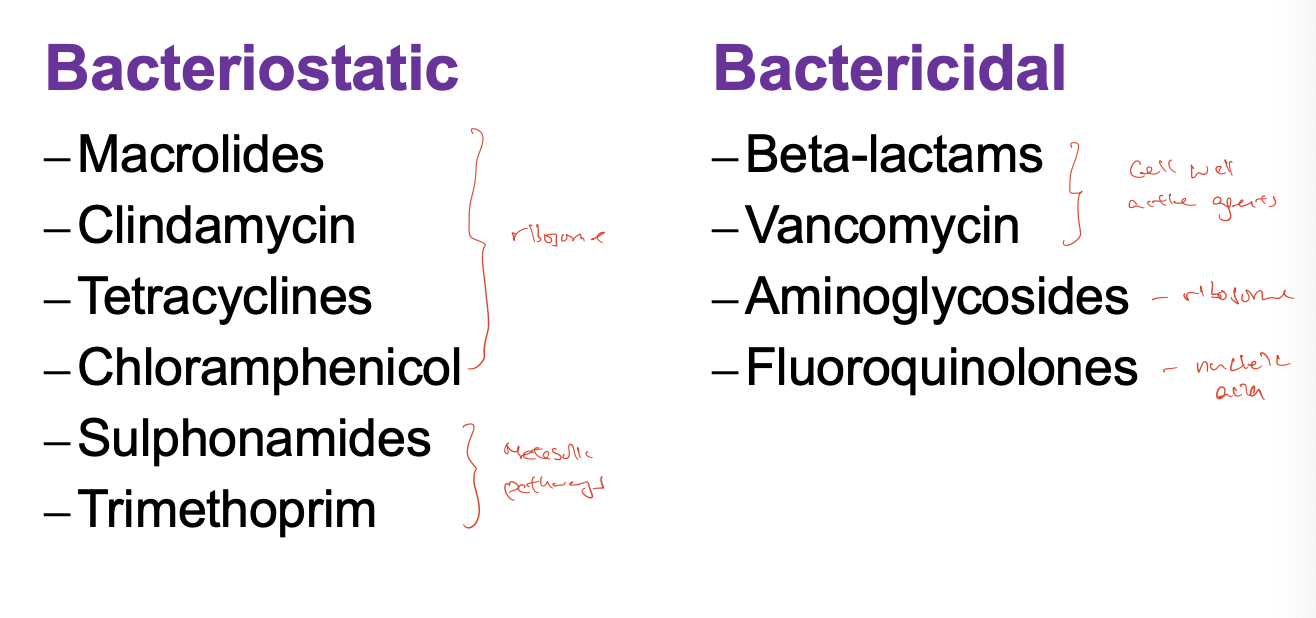 Bacteriostatic
– Macrolides
– Clindamycin
– Tetracyclines
– Chloramphenicol
ribosome
– Sulphonamides
– Trimethoprim
metabolic
pathways
Bactericidal
– Beta-lactams
– Vancomycin
Cell wall
active agents
– Aminoglycosides – ribosome
– Fluoroquinolones – nucleic
acid